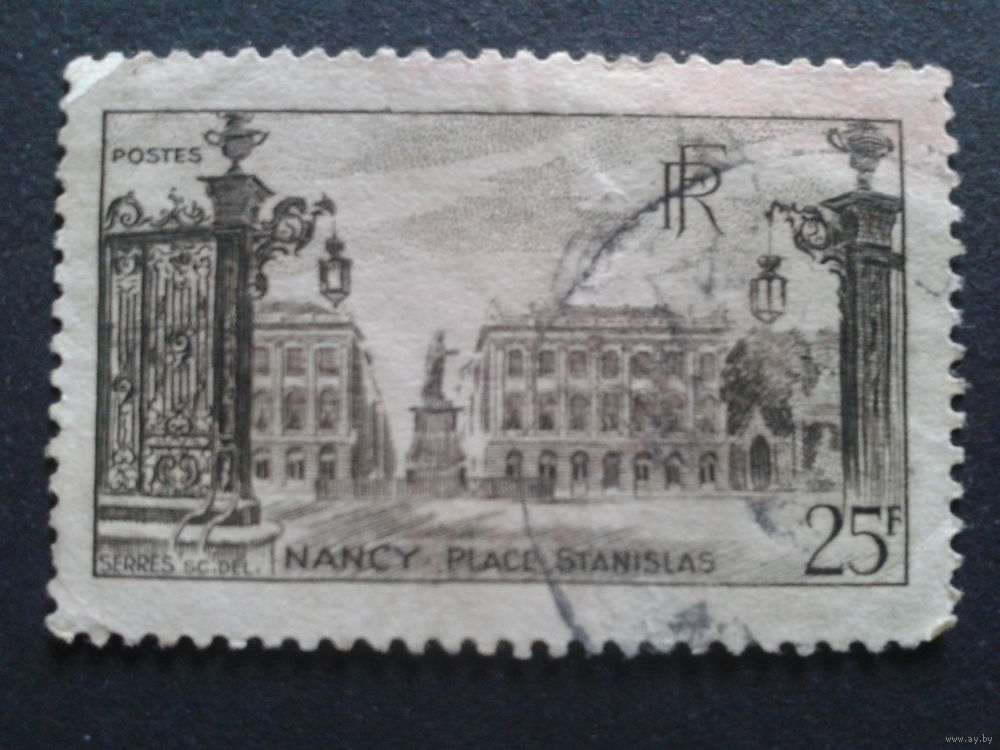 POSTES
RF
25F
SERRES SC. DEL.
NANCY. PLACE STANISLAS
www.ay.by